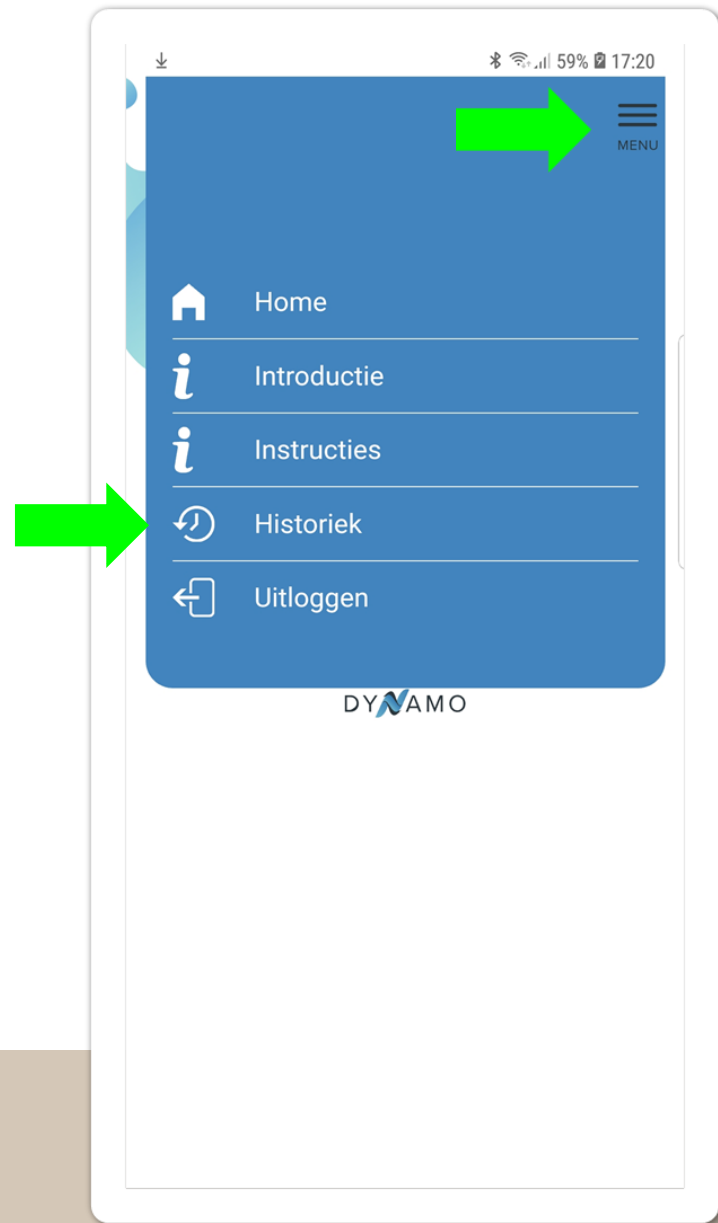 59% 17:20
MENU
Home
Introductie
Instructies
Historiek
Uitloggen
DYNAMO